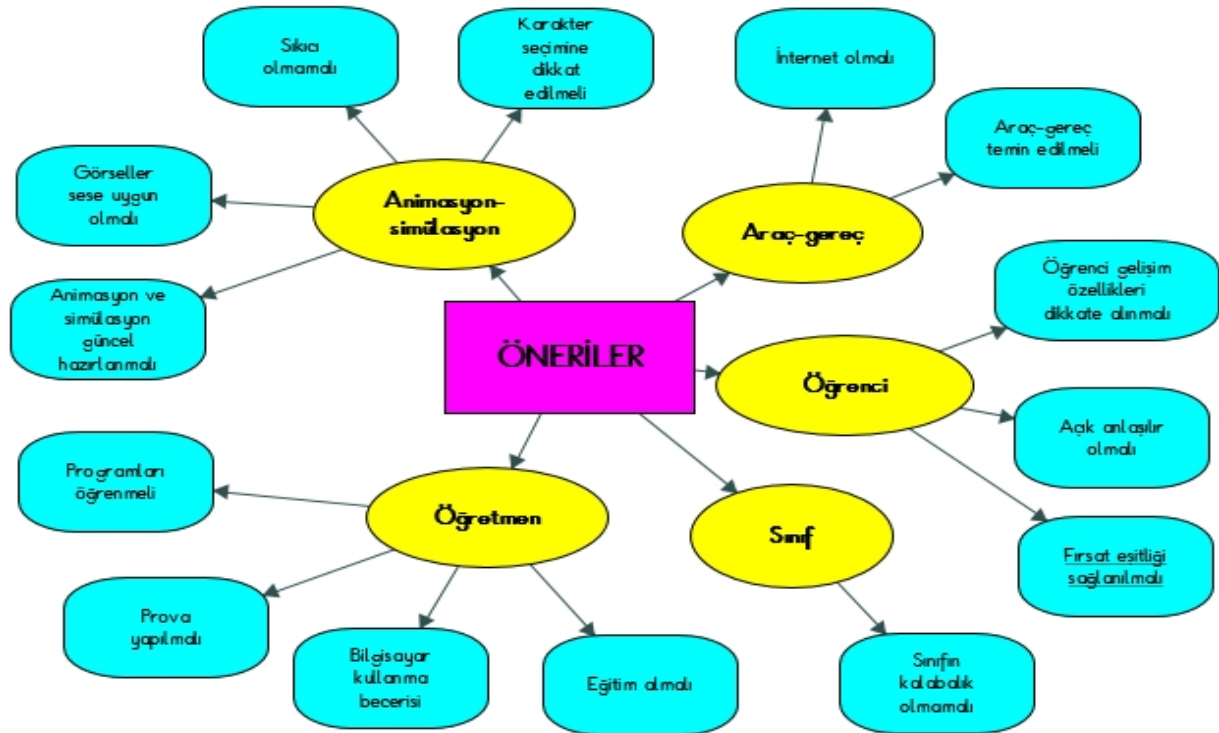 Sıkıcı
olmamalı
Karakter
seçimine
dikkat
edilmeli
İnternet olmalı
Araç-gereç
temin edilmeli
Görseller
sese uygun
olmalı
Animasyon-
simülasyon
Araç-gereç
Animasyon ve
simülasyon
güncel
hazırlanmalı
ÖNERİLER
Öğrenci gelişim
özellikleri
dikkate alınmalı
Öğrenci
Açık anlaşılır
olmalı
Programları
öğrenmeli
Öğretmen
Sınıf
Fırsat eşitliği
sağlanılmalı
Prova
yapılmalı
Bilgisayar
kullanma
becerisi
Eğitim almalı
Sınıfın
kalabalık
olmamalı